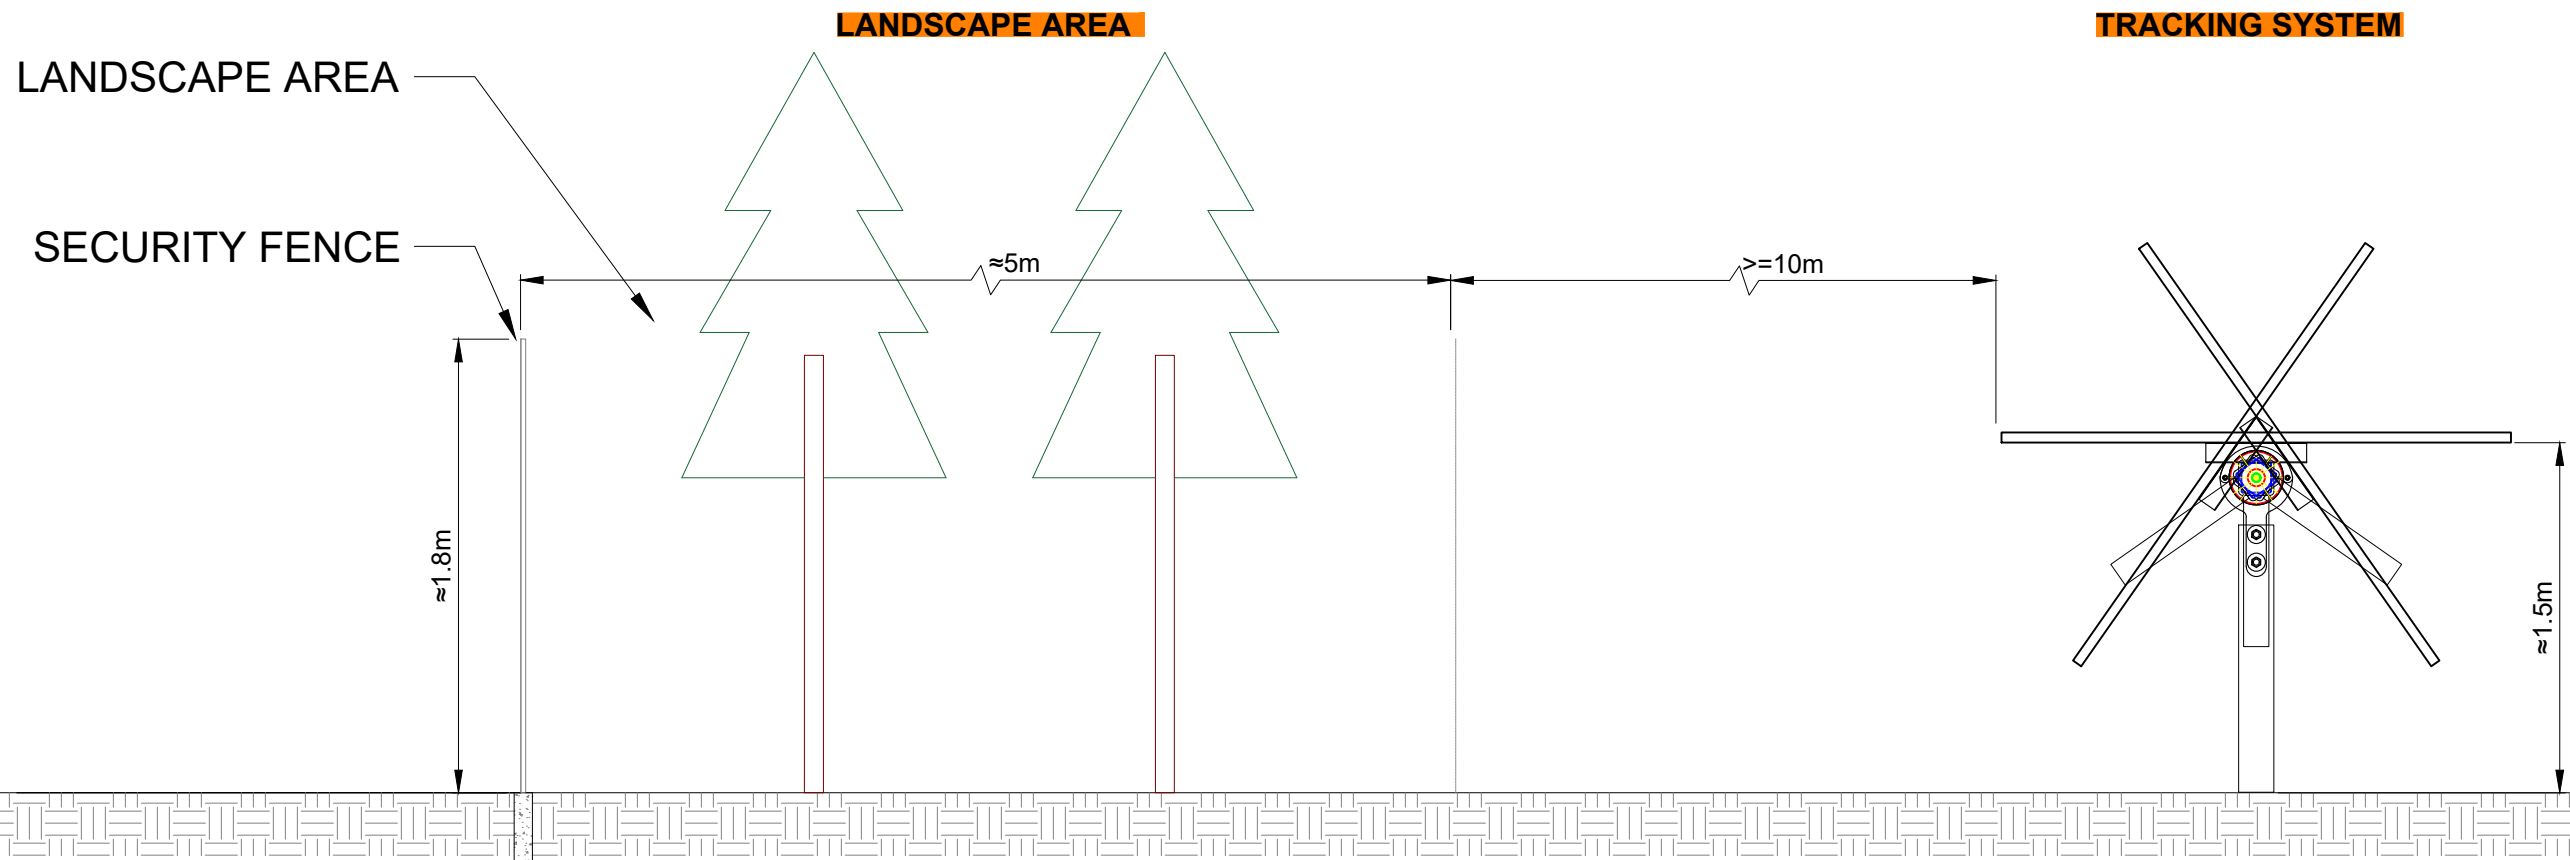 LANDSCAPE AREA
TRACKING SYSTEM
LANDSCAPE AREA
SECURITY FENCE
≈5m
>=10m
≈1.8m
≈1.5m